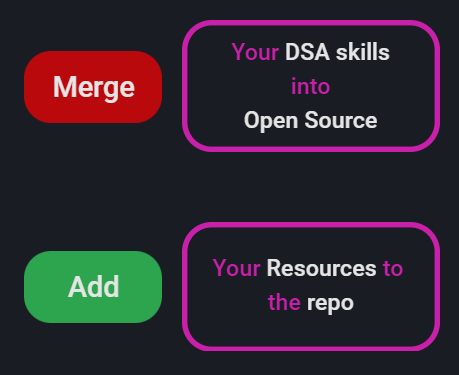 Merge
Your DSA skills
into
Open Source
Add
Your Resources to
the repo